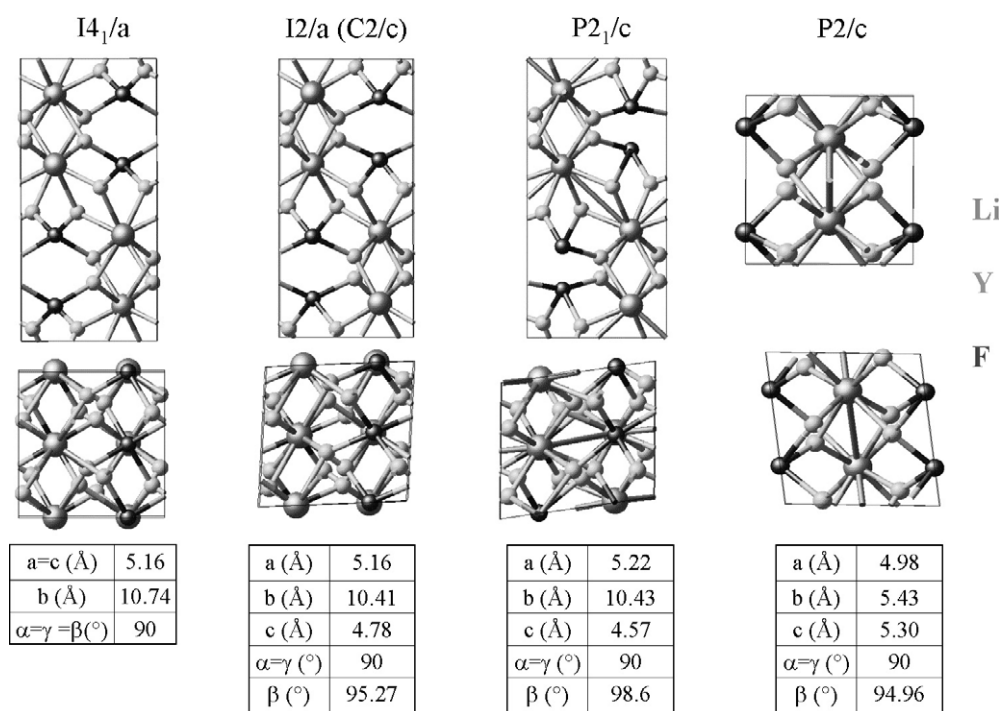 I4₁/a
I2/a (C2/c)
P2₁/c
P2/c
Li
Y
F
a=c (Å) 5.16
b (Å) 10.74
α=γ =β(°) 90
a (Å) 5.16
b (Å) 10.41
c (Å) 4.78
α=γ (°) 90
β (°) 95.27
a (Å) 5.22
b (Å) 10.43
c (Å) 4.57
α=γ (°) 90
β (°) 98.6
a (Å) 4.98
b (Å) 5.43
c (Å) 5.30
α=γ (°) 90
β (°) 94.96